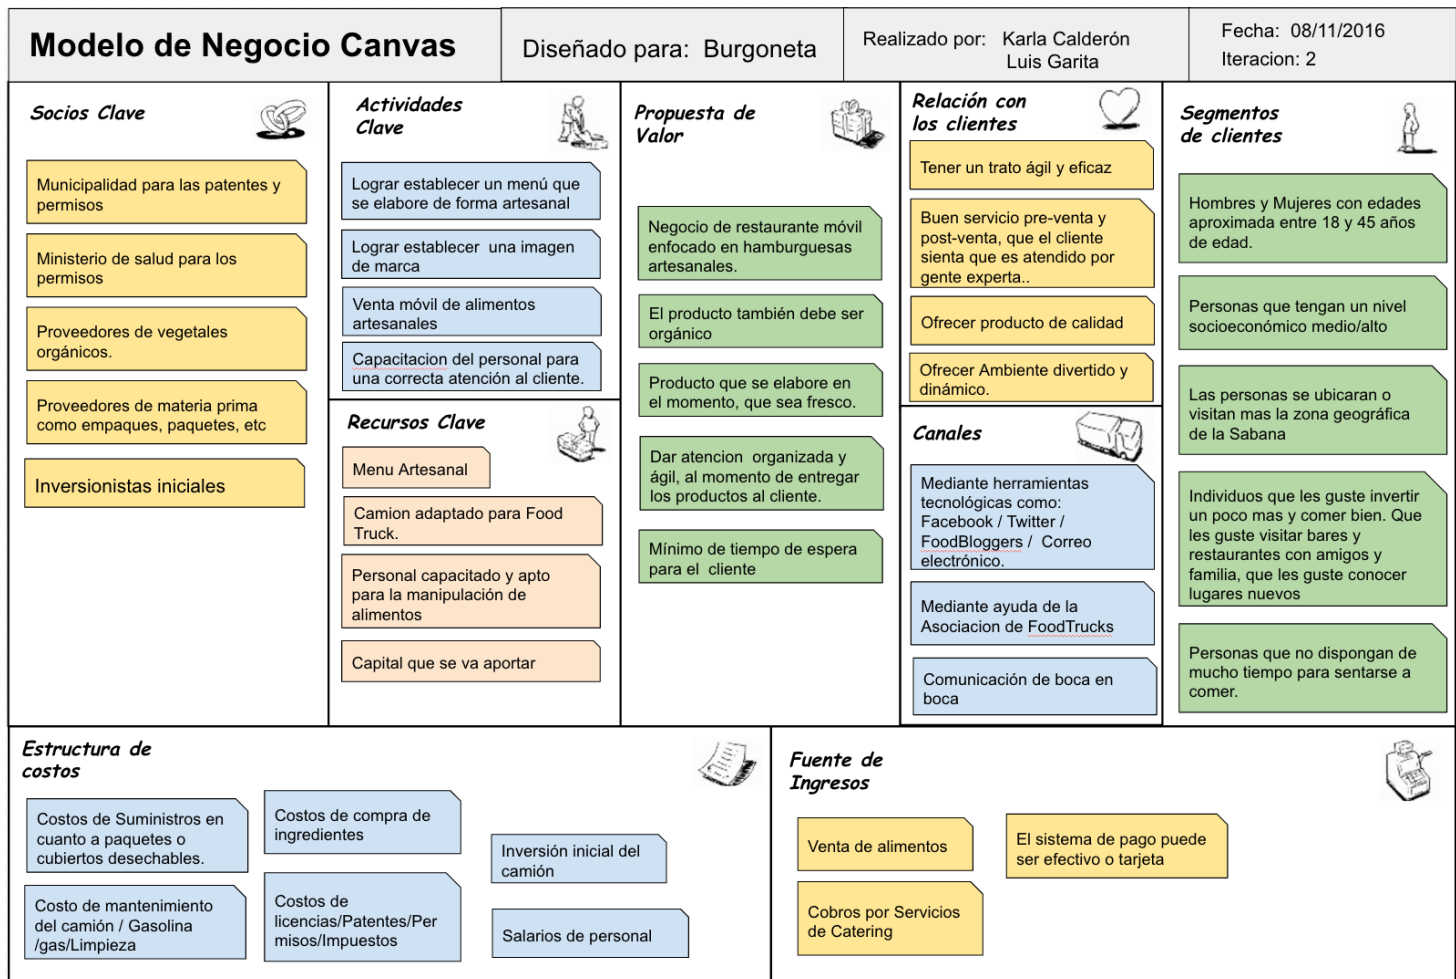 Modelo de Negocio Canvas
Diseñado para: Burgoneta
Realizado por: Karla Calderón
Luis Garita
Fecha: 08/11/2016
Iteracion: 2
Socios Clave
Municipalidad para las patentes y
permisos
Ministerio de salud para los
permisos
Proveedores de vegetales
orgánicos.
Proveedores de materia prima
como empaques, paquetes, etc
Inversionistas iniciales
Actividades
Clave
Lograr establecer un menú que
se elabore de forma artesanal
Lograr establecer una imagen
de marca
Venta móvil de alimentos
artesanales
Capacitacion del personal para
una correcta atención al cliente.
Recursos Clave
Menu Artesanal
Camion adaptado para Food
Truck.
Personal capacitado y apto
para la manipulación de
alimentos
Capital que se va aportar
Propuesta de
Valor
Negocio de restaurante móvil
enfocado en hamburguesas
artesanales.
El producto también debe ser
orgánico
Producto que se elabore en
el momento, que sea fresco.
Dar atencion organizada y
ágil, al momento de entregar
los productos al cliente.
Mínimo de tiempo de espera
para el cliente
Relación con
los clientes
Tener un trato ágil y eficaz
Buen servicio pre-venta y
post-venta, que el cliente
sienta que es atendido por
gente experta..
Ofrecer producto de calidad
Ofrecer Ambiente divertido y
dinámico.
Canales
Mediante herramientas
tecnológicas como:
Facebook / Twitter /
FoodBloggers / Correo
electrónico.
Mediante ayuda de la
Asociacion de FoodTrucks
Comunicación de boca en
boca
Segmentos
de clientes
Hombres y Mujeres con edades
aproximada entre 18 y 45 años
de edad.
Personas que tengan un nivel
socioeconómico medio/alto
Las personas se ubicaran o
visitan mas la zona geográfica
de la Sabana
Individuos que les guste invertir
un poco mas y comer bien. Que
les guste visitar bares y
restaurantes con amigos y
familia, que les guste conocer
lugares nuevos
Personas que no dispongan de
mucho tiempo para sentarse a
comer.
Estructura de
costos
Costos de Suministros en
cuanto a paquetes o
cubiertos desechables.
Costo de mantenimiento
del camión / Gasolina
/gas/Limpieza
Costos de compra de
ingredientes
Costos de
licencias/Patentes/Per
misos/Impuestos
Inversión inicial del
camión
Salarios de personal
Fuente de
Ingresos
Venta de alimentos
Cobros por Servicios
de Catering
El sistema de pago puede
ser efectivo o tarjeta